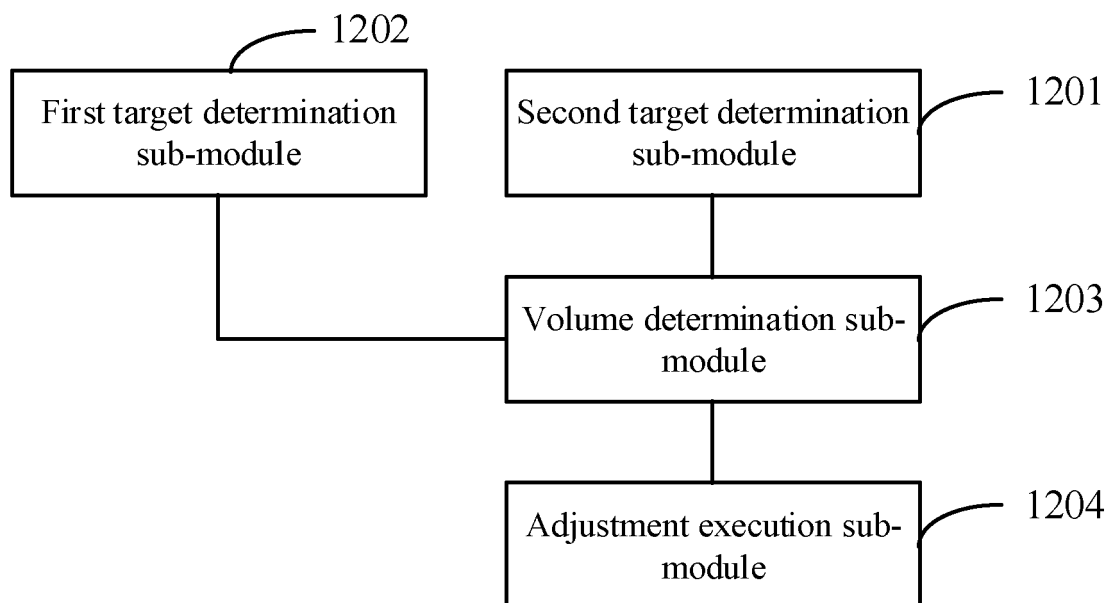 1202
First target determination
sub-module
Second target determination
sub-module
1201
Volume determination sub-
module
1203
Adjustment execution sub-
module
1204